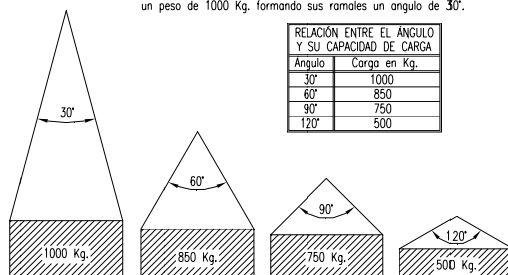 un peso de 1000 Kg. formando sus ramales un angulo de 30°.
RELACIÓN ENTRE EL ÁNGULO
Y SU CAPACIDAD DE CARGA
Ángulo Carga en Kg.
30° 1000
60° 850
90° 750
120° 500
30°
60°
90°
120°
1000 Kg.
850 Kg.
750 Kg.
500 Kg.